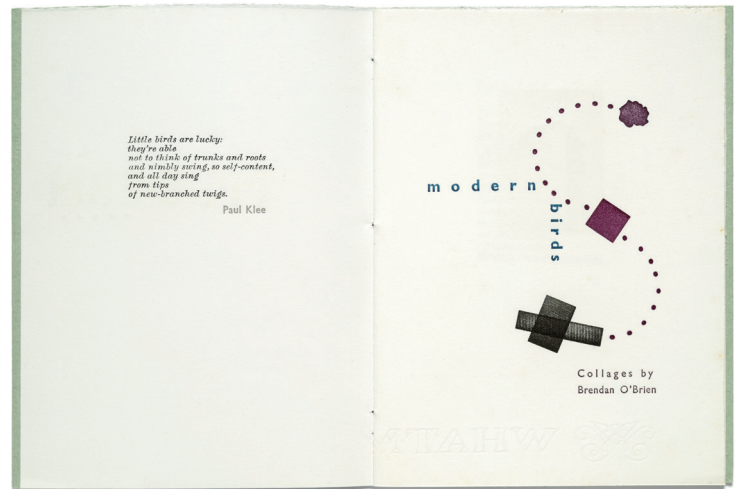 Little birds are lucky:
they're able
not to think of trunks and roots
and nimbly swing, so self-content,
and all day sing
from tips
of new-branched twigs.
Paul Klee
modern
birds
Collages by
Brendan O'Brien